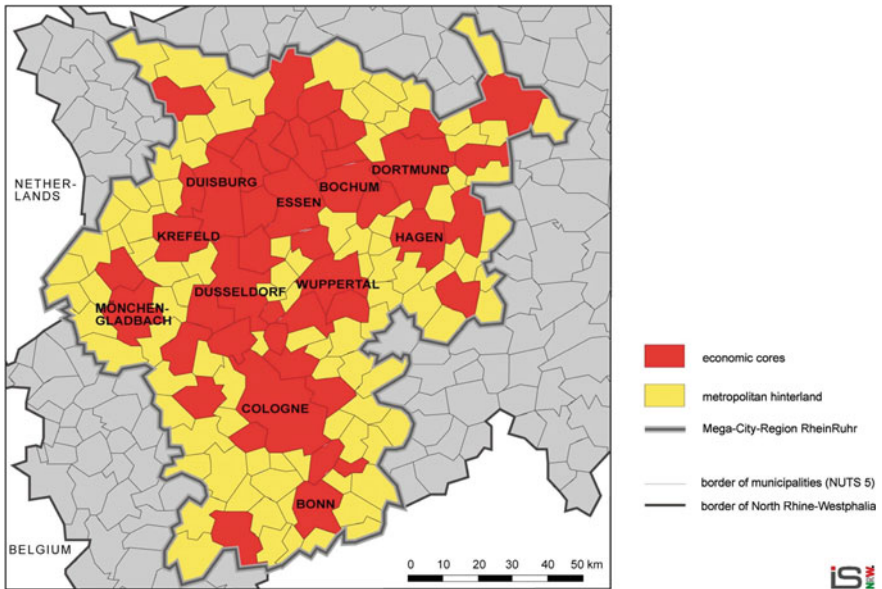 NETHER-
LANDS
DUISBURG
ESSEN
BOCHUM
DORTMUND
KREFELD
HAGEN
DUSSELDORF
WUPPERTAL
MÖNCHEN-
GLADBACH
COLOGNE
BONN
BELGIUM
0 10 20 30 40 50 km
economic cores
metropolitan hinterland
Mega-City-Region RheinRuhr
border of municipalities (NUTS 5)
border of North Rhine-Westphalia
iS NRW.